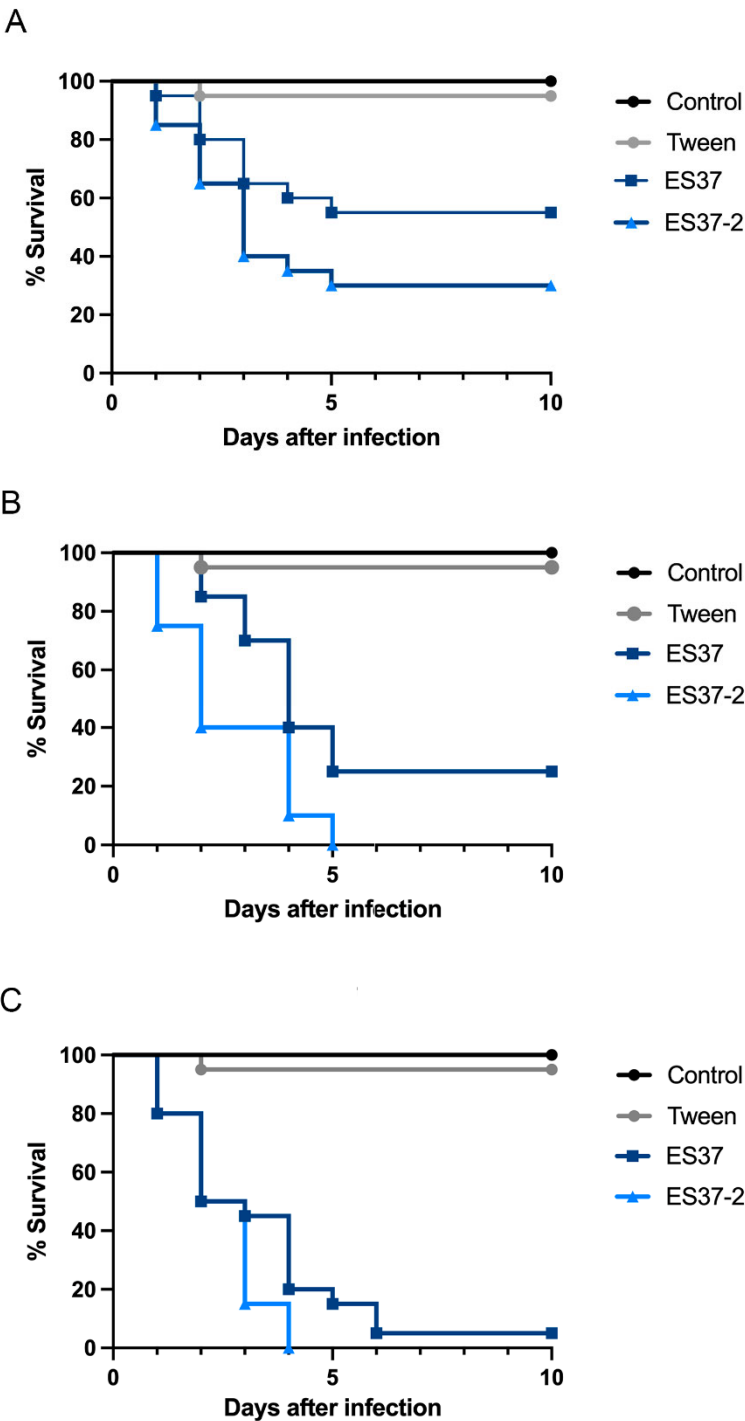 A
100
80
60
40
20
0
% Survival
0 5 10
Days after infection
Control
Tween
ES37
ES37-2
B
100
80
60
40
20
0
% Survival
0 5 10
Days after infection
Control
Tween
ES37
ES37-2
C
100
80
60
40
20
0
% Survival
0 5 10
Days after infection
Control
Tween
ES37
ES37-2